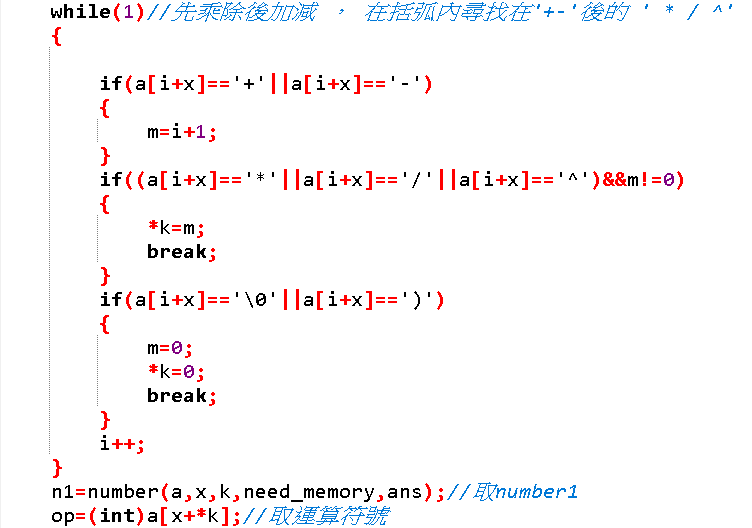 while(1)//先乘除後加減 ， 在括弧內尋找在'+-'後的 ' * / ^'
{
if(a[i+x]=='+'||a[i+x]=='-')
{
m=i+1;
}
if((a[i+x]=='*'||a[i+x]=='/'||a[i+x]=='^')&&m!=0)
{
*k=m;
break;
}
if(a[i+x]=='\0'||a[i+x]==')')
{
m=0;
*k=0;
break;
}
i++;
}
n1=number(a,x,k,need_memory,ans);//取number1
op=(int)a[x+*k];//取運算符號